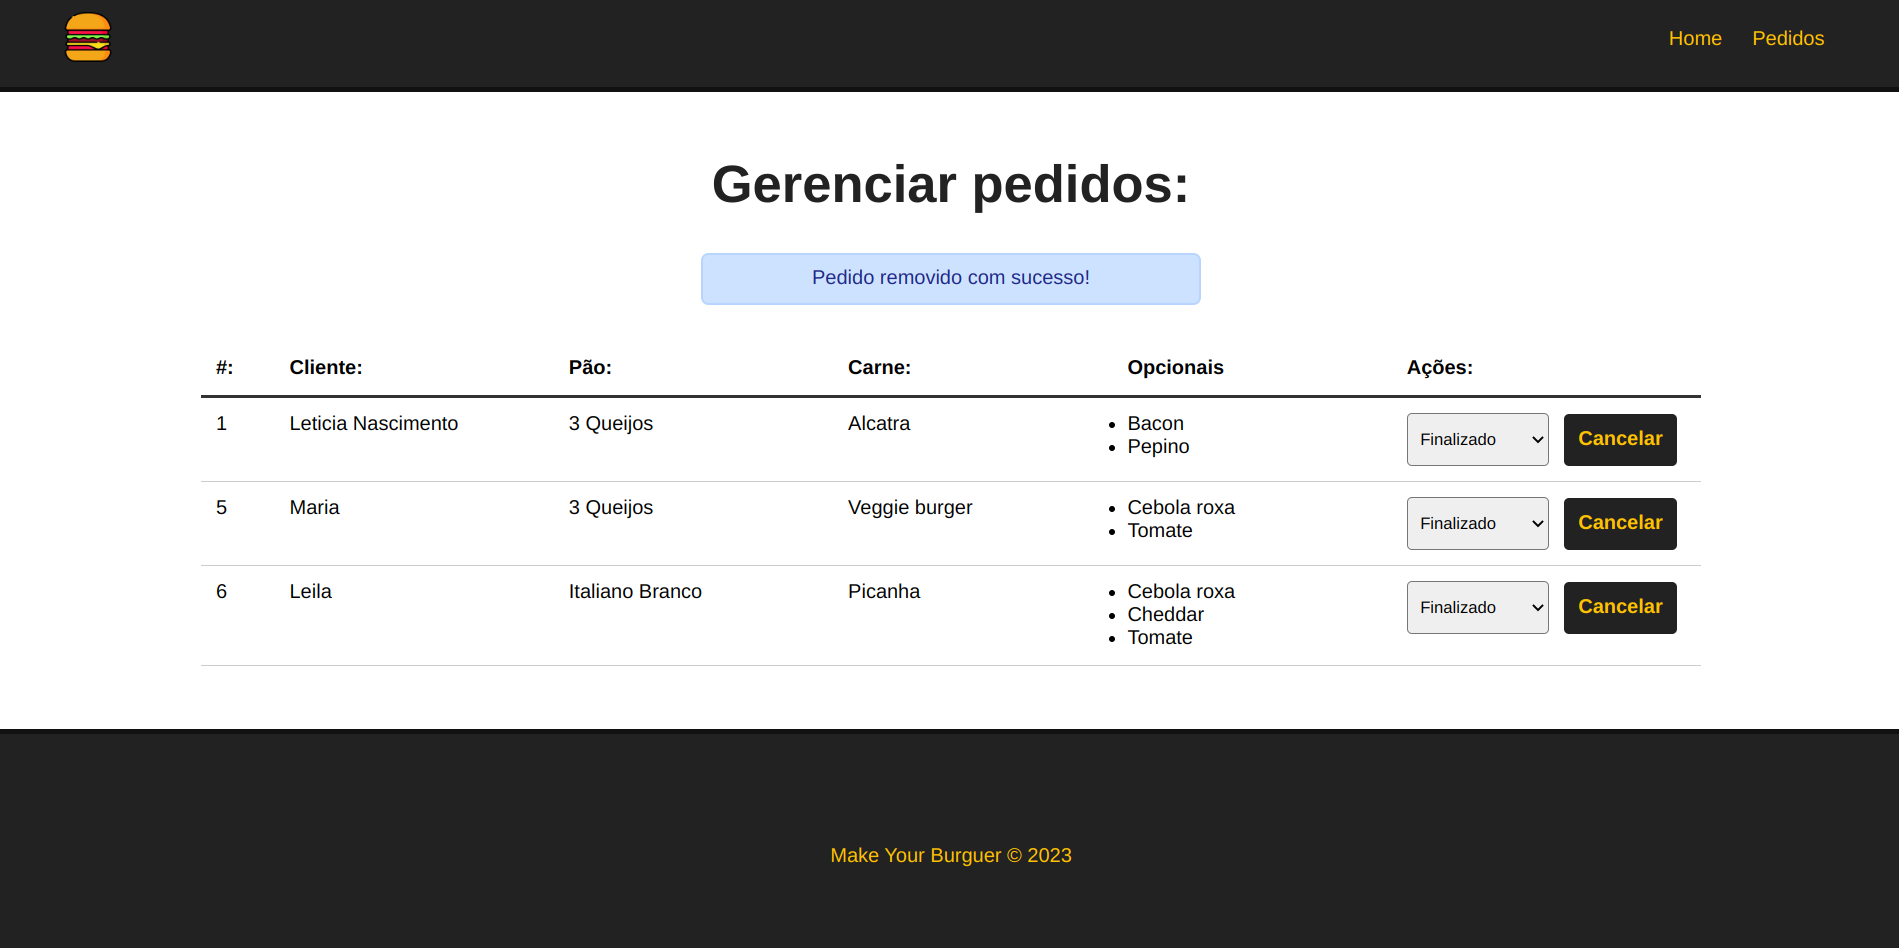 Home Pedidos
Gerenciar pedidos:
Pedido removido com sucesso!
#: Cliente: Pão: Carne: Opcionais Ações:
1 Leticia Nascimento 3 Queijos Alcatra Bacon Finalizado Cancelar
Pepino
5 Maria 3 Queijos Veggie burger Cebola roxa Finalizado Cancelar
Tomate
6 Leila Italiano Branco Picanha Cebola roxa Finalizado Cancelar
Cheddar
Tomate
Make Your Burguer © 2023